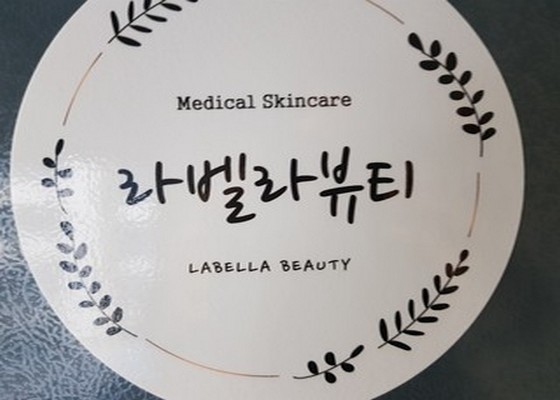 Medical Skincare
라벨라뷰티
LABELLA BEAUTY